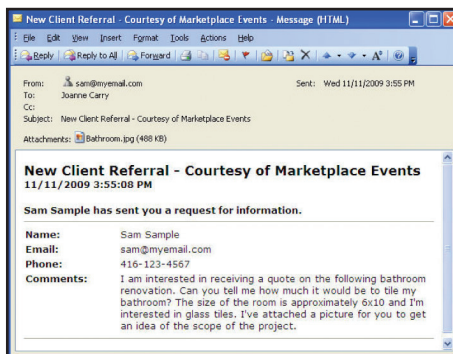 New Client Referral - Courtesy of Marketplace Events - Message (HTML)
File Edit View Insert Format Tools Actions Help
Reply Reply to All Forward
From: sam@myemail.com Sent: Wed 11/11/2009 3:55 PM
To: Joanne Carry
Cc:
Subject: New Client Referral - Courtesy of Marketplace Events
Attachments: Bathroom.jpg (488 KB)
New Client Referral - Courtesy of Marketplace Events
11/11/2009 3:55:08 PM
Sam Sample has sent you a request for information.
Name: Sam Sample
Email: sam@myemail.com
Phone: 416-123-4567
Comments: I am interested in receiving a quote on the following bathroom
renovation. Can you tell me how much it would be to tile my
bathroom? The size of the room is approximately 6x10 and I'm
interested in glass tiles. I've attached a picture for you to get
an idea of the scope of the project.